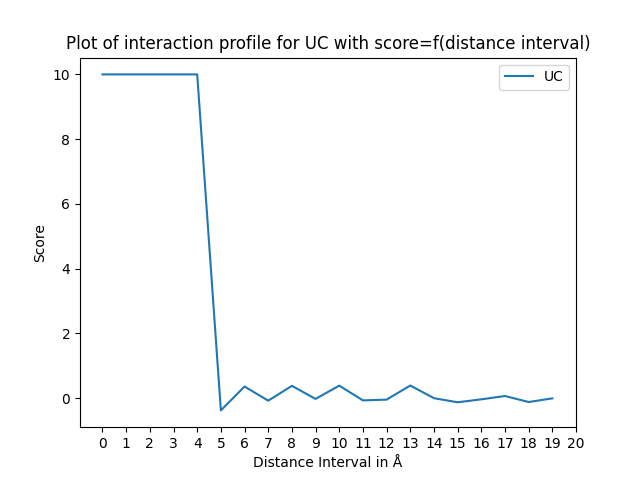 Plot of interaction profile for UC with score=f(distance interval)
UC
10
8
6
4
2
0
Score
0 1 2 3 4 5 6 7 8 9 10 11 12 13 14 15 16 17 18 19 20
Distance Interval in Å